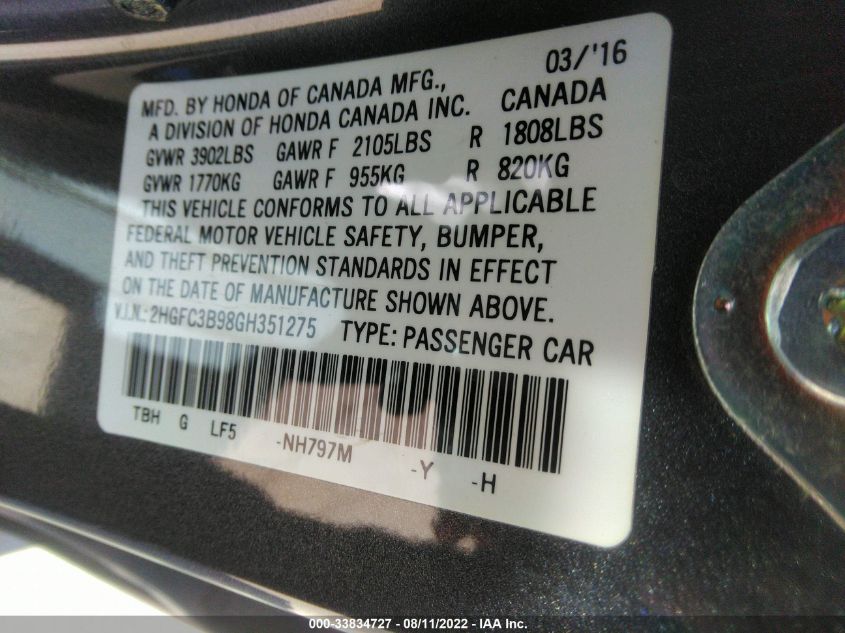 03/'16
MFD. BY HONDA OF CANADA MFG.,
A DIVISION OF HONDA CANADA INC. CANADA
GVWR 3902LBS GAWR F 2105LBS R 1808LBS
GVWR 1770KG GAWR F 955KG R 820KG
THIS VEHICLE CONFORMS TO ALL APPLICABLE
FEDERAL MOTOR VEHICLE SAFETY, BUMPER,
AND THEFT PREVENTION STANDARDS IN EFFECT
ON THE DATE OF MANUFACTURE SHOWN ABOVE.
V.I.N.: 2HGFC3B98GH351275 TYPE: PASSENGER CAR
TBH G LF5 -NH797M -Y -H
000-33834727 - 08/11/2022 - COPYRIGHT IAA, Inc.